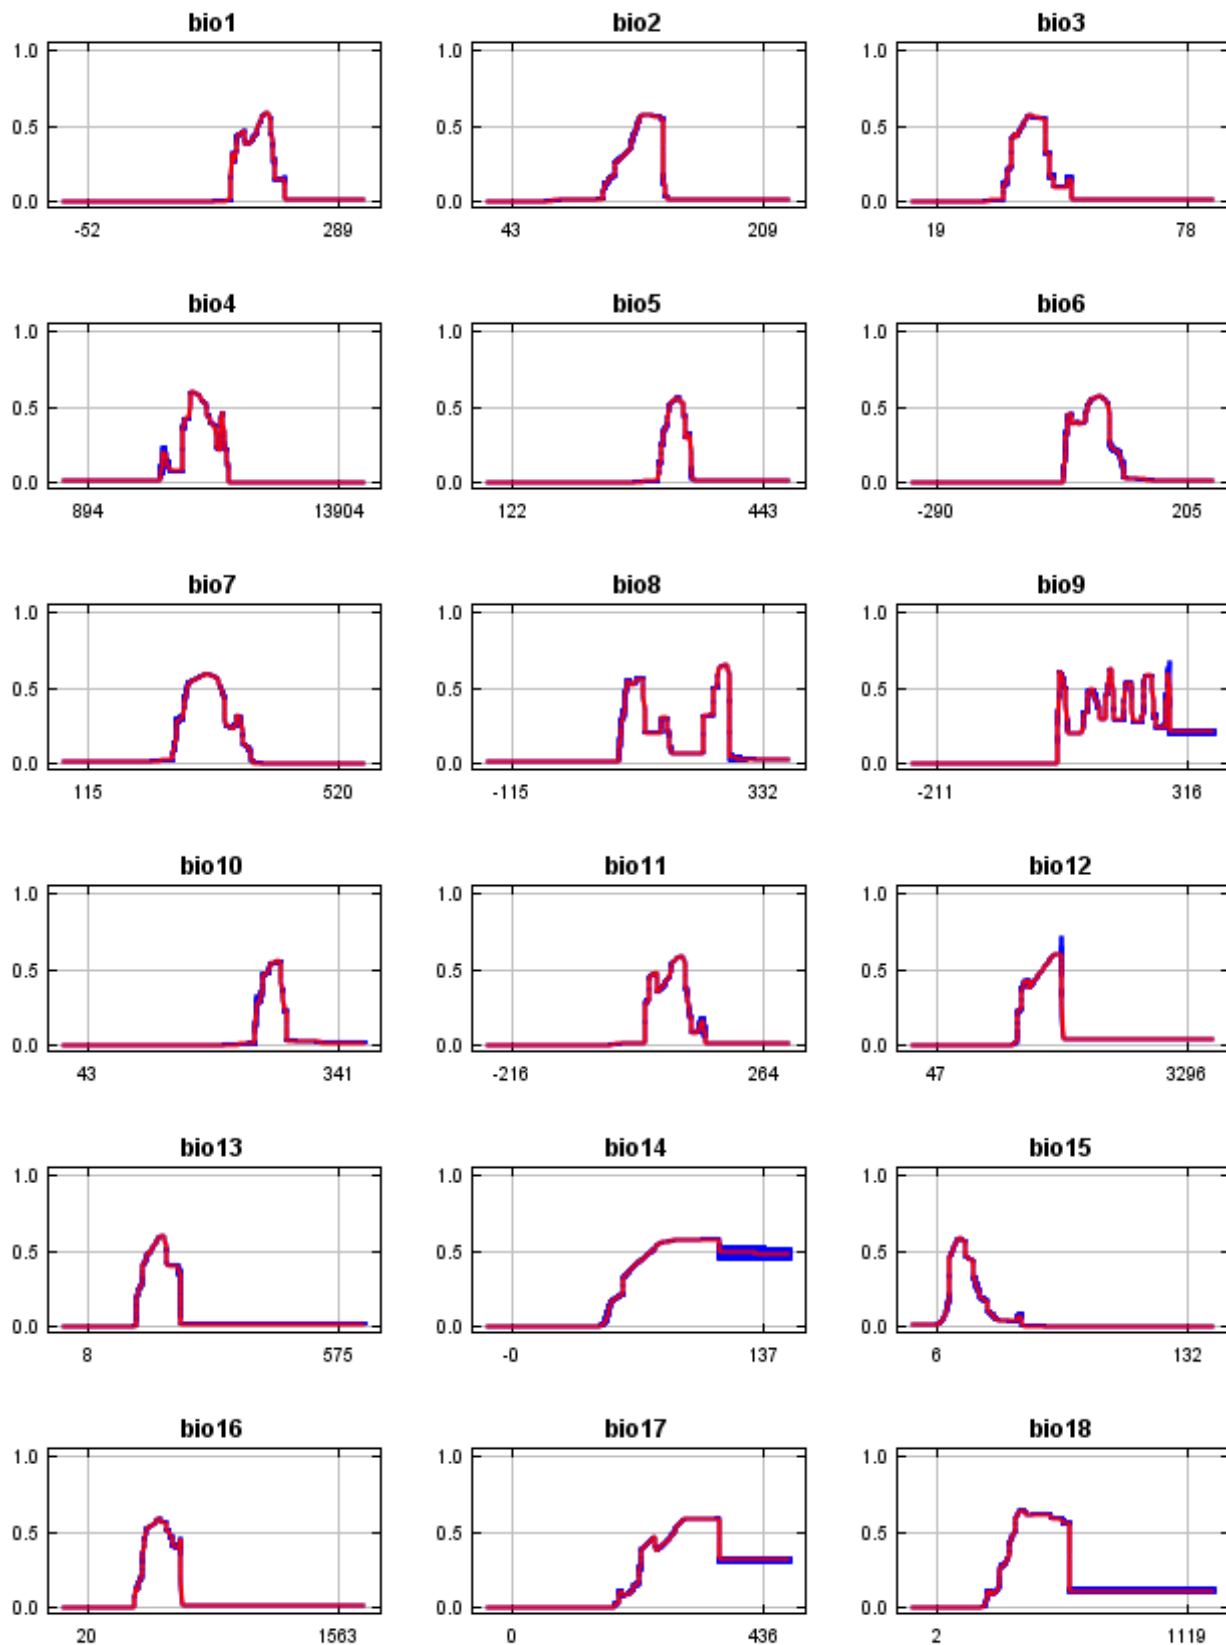 bio1 bio2 bio3
1.0 1.0 1.0
0.5 0.5 0.5
0.0 0.0 0.0
-52 289 43 209 19 78
bio4 bio5 bio6
1.0 1.0 1.0
0.5 0.5 0.5
0.0 0.0 0.0
894 13904 122 443 -290 205
bio7 bio8 bio9
1.0 1.0 1.0
0.5 0.5 0.5
0.0 0.0 0.0
115 520 -115 332 -211 316
bio10 bio11 bio12
1.0 1.0 1.0
0.5 0.5 0.5
0.0 0.0 0.0
43 341 -216 264 47 3296
bio13 bio14 bio15
1.0 1.0 1.0
0.5 0.5 0.5
0.0 0.0 0.0
8 575 -0 137 6 132
bio16 bio17 bio18
1.0 1.0 1.0
0.5 0.5 0.5
0.0 0.0 0.0
20 1563 0 436 2 1119